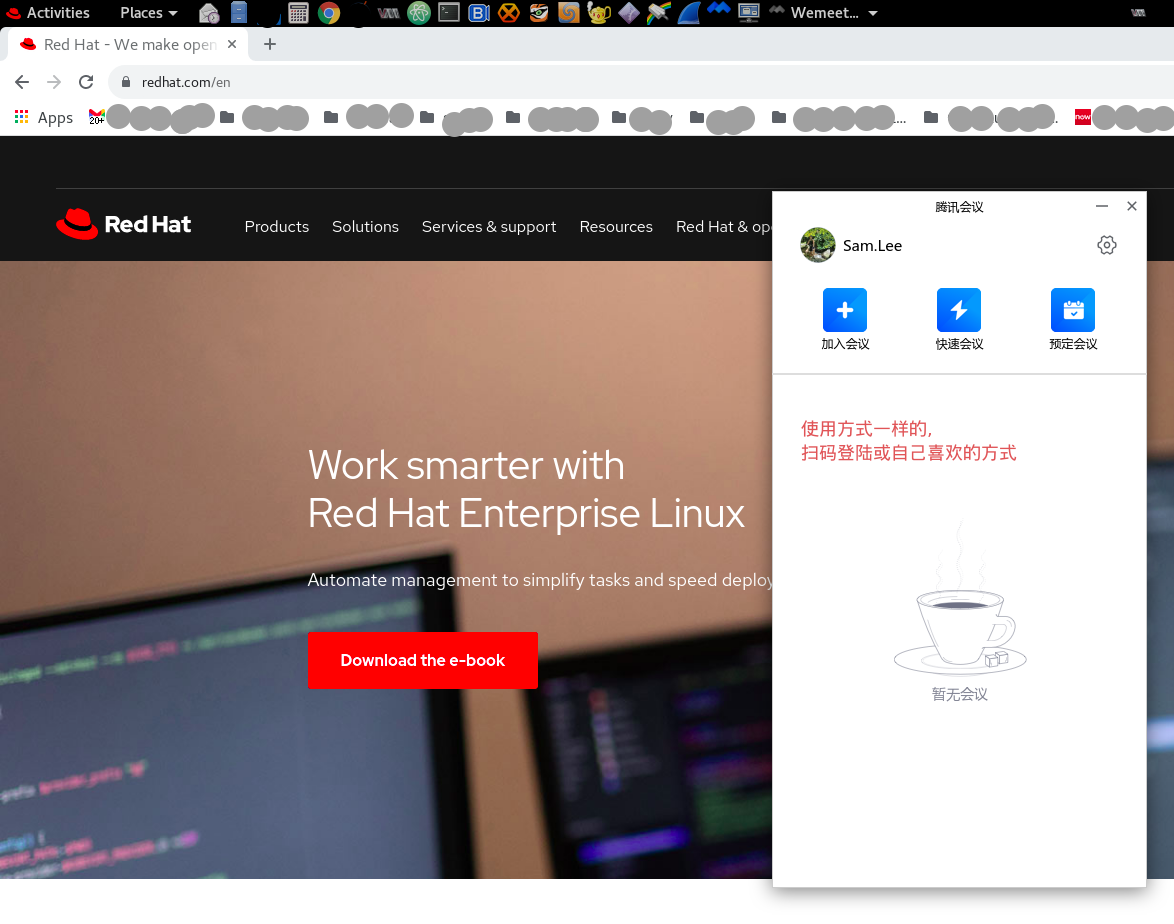 Activities Places Wemeet...
Red Hat - We make open
redhat.com/en
Apps
20+
now
Red Hat
Products Solutions Services & support Resources Red Hat & op
Work smarter with
Red Hat Enterprise Linux
Automate management to simplify tasks and speed deploy
Download the e-book
腾讯会议
Sam.Lee
加入会议 快速会议 预定会议
使用方式一样的,
扫码登陆或自己喜欢的方式
暂无会议